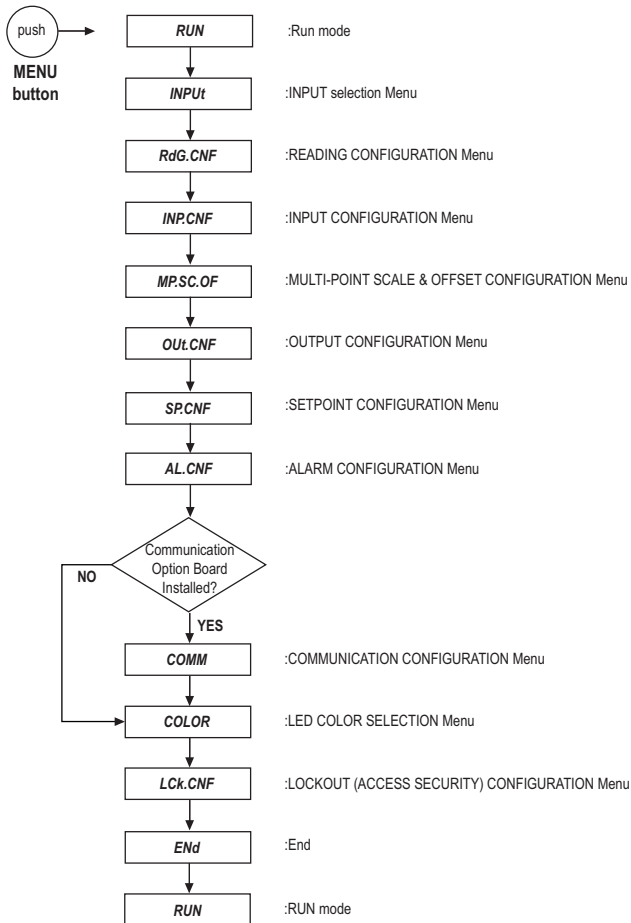 push
MENU
button
RUN :Run mode
INPUt :INPUT selection Menu
RdG.CNF :READING CONFIGURATION Menu
INP.CNF :INPUT CONFIGURATION Menu
MP.SC.OF :MULTI-POINT SCALE & OFFSET CONFIGURATION Menu
OUt.CNF :OUTPUT CONFIGURATION Menu
SP.CNF :SETPOINT CONFIGURATION Menu
AL.CNF :ALARM CONFIGURATION Menu
Communication
Option Board
Installed?
NO
YES
COMM :COMMUNICATION CONFIGURATION Menu
COLOR :LED COLOR SELECTION Menu
LCk.CNF :LOCKOUT (ACCESS SECURITY) CONFIGURATION Menu
ENd :End
RUN :RUN mode